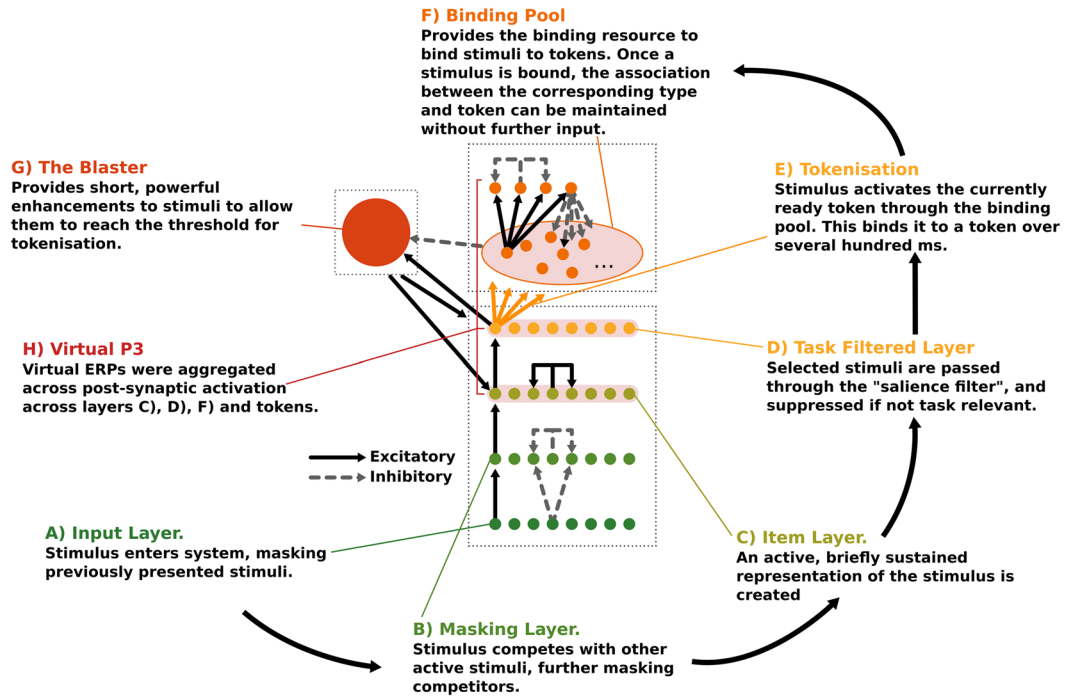 F) Binding Pool
Provides the binding resource to
bind stimuli to tokens. Once a
stimulus is bound, the association
between the corresponding type
and token can be maintained
without further input.
G) The Blaster
Provides short, powerful
enhancements to stimuli to allow
them to reach the threshold for
tokenisation.
E) Tokenisation
Stimulus activates the currently
ready token through the binding
pool. This binds it to a token over
several hundred ms.
...
H) Virtual P3
Virtual ERPs were aggregated
across post-synaptic activation
across layers C), D), F) and tokens.
D) Task Filtered Layer
Selected stimuli are passed
through the "salience filter", and
suppressed if not task relevant.
Excitatory
Inhibitory
A) Input Layer.
Stimulus enters system, masking
previously presented stimuli.
C) Item Layer.
An active, briefly sustained
representation of the stimulus is
created
B) Masking Layer.
Stimulus competes with other
active stimuli, further masking
competitors.